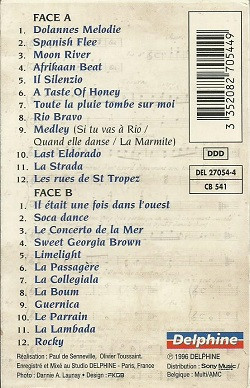 FACE A
1. Dolannes Melodie
2. Spanish Flee
3. Moon River
4. Afrikaan Beat
5. Il Silenzio
6. A Taste Of Honey
7. Toute la pluie tombe sur moi
8. Rio Bravo
9. Medley (Si tu vas à Rio /
Quand elle danse / La Marmite)
10. Last Eldorado
11. La Strada
12. Les rues de St Tropez
FACE B
1. Il était une fois dans l'ouest
2. Soca dance
3. Le Concerto de la Mer
4. Sweet Georgia Brown
5. Limelight
6. La Passagère
7. La Collegiala
8. La Boum
9. Guernica
10. Le Parrain
11. La Lambada
12. Rocky
3 352082 705449
DDD
DEL 27054-4
CB 541
Delphine
Réalisation : Paul de Senneville, Olivier Toussaint.
Enregistré et Mixé au Studio DELPHINE - Paris, France
Photo : Dannie A. Launay • Design : FKGB
℗ 1996 DELPHINE
Distribution : Sony Music /
Belgique : Multi/AMC